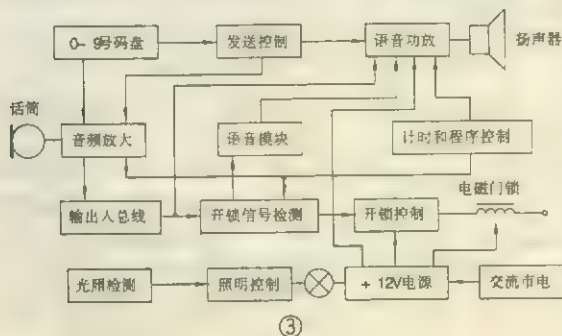 0~9号码盘
发送控制
语音功放
扬声器
话筒
音频放大
语音模块
计时和程序控制
电磁门锁
输出入总线
开锁信号检测
开锁控制
光照检测
照明控制
+12V电源
交流市电
③